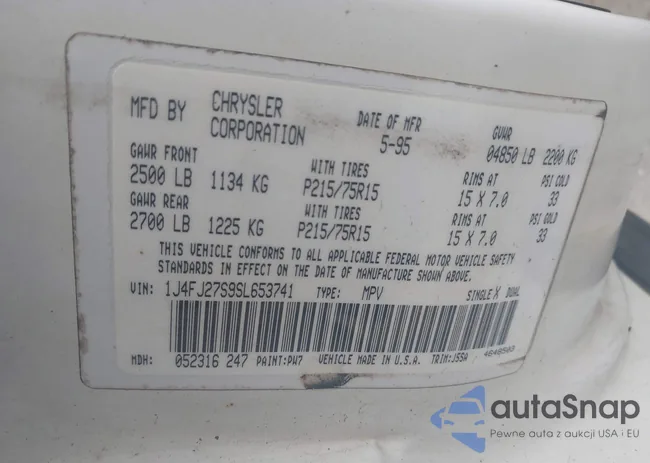 MFD BY CHRYSLER CORPORATION DATE OF MFR 5-95 GVWR 04850 LB 2200 KG
GAWR FRONT WITH TIRES RIMS AT PSI COLD
2500 LB 1134 KG P215/75R15 15 X 7.0 33
GAWR REAR WITH TIRES RIMS AT PSI COLD
2700 LB 1225 KG P215/75R15 15 X 7.0 33
THIS VEHICLE CONFORMS TO ALL APPLICABLE FEDERAL MOTOR VEHICLE SAFETY
STANDARDS IN EFFECT ON THE DATE OF MANUFACTURE SHOWN ABOVE.
VIN: 1J4FJ27S9SL653741 TYPE: MPV SINGLE X DUAL
MDH: 052316 247 PAINT:PW7 VEHICLE MADE IN U.S.A. TRIM:J5SA
autaSnap
Pewne auta z aukcji USA i EU